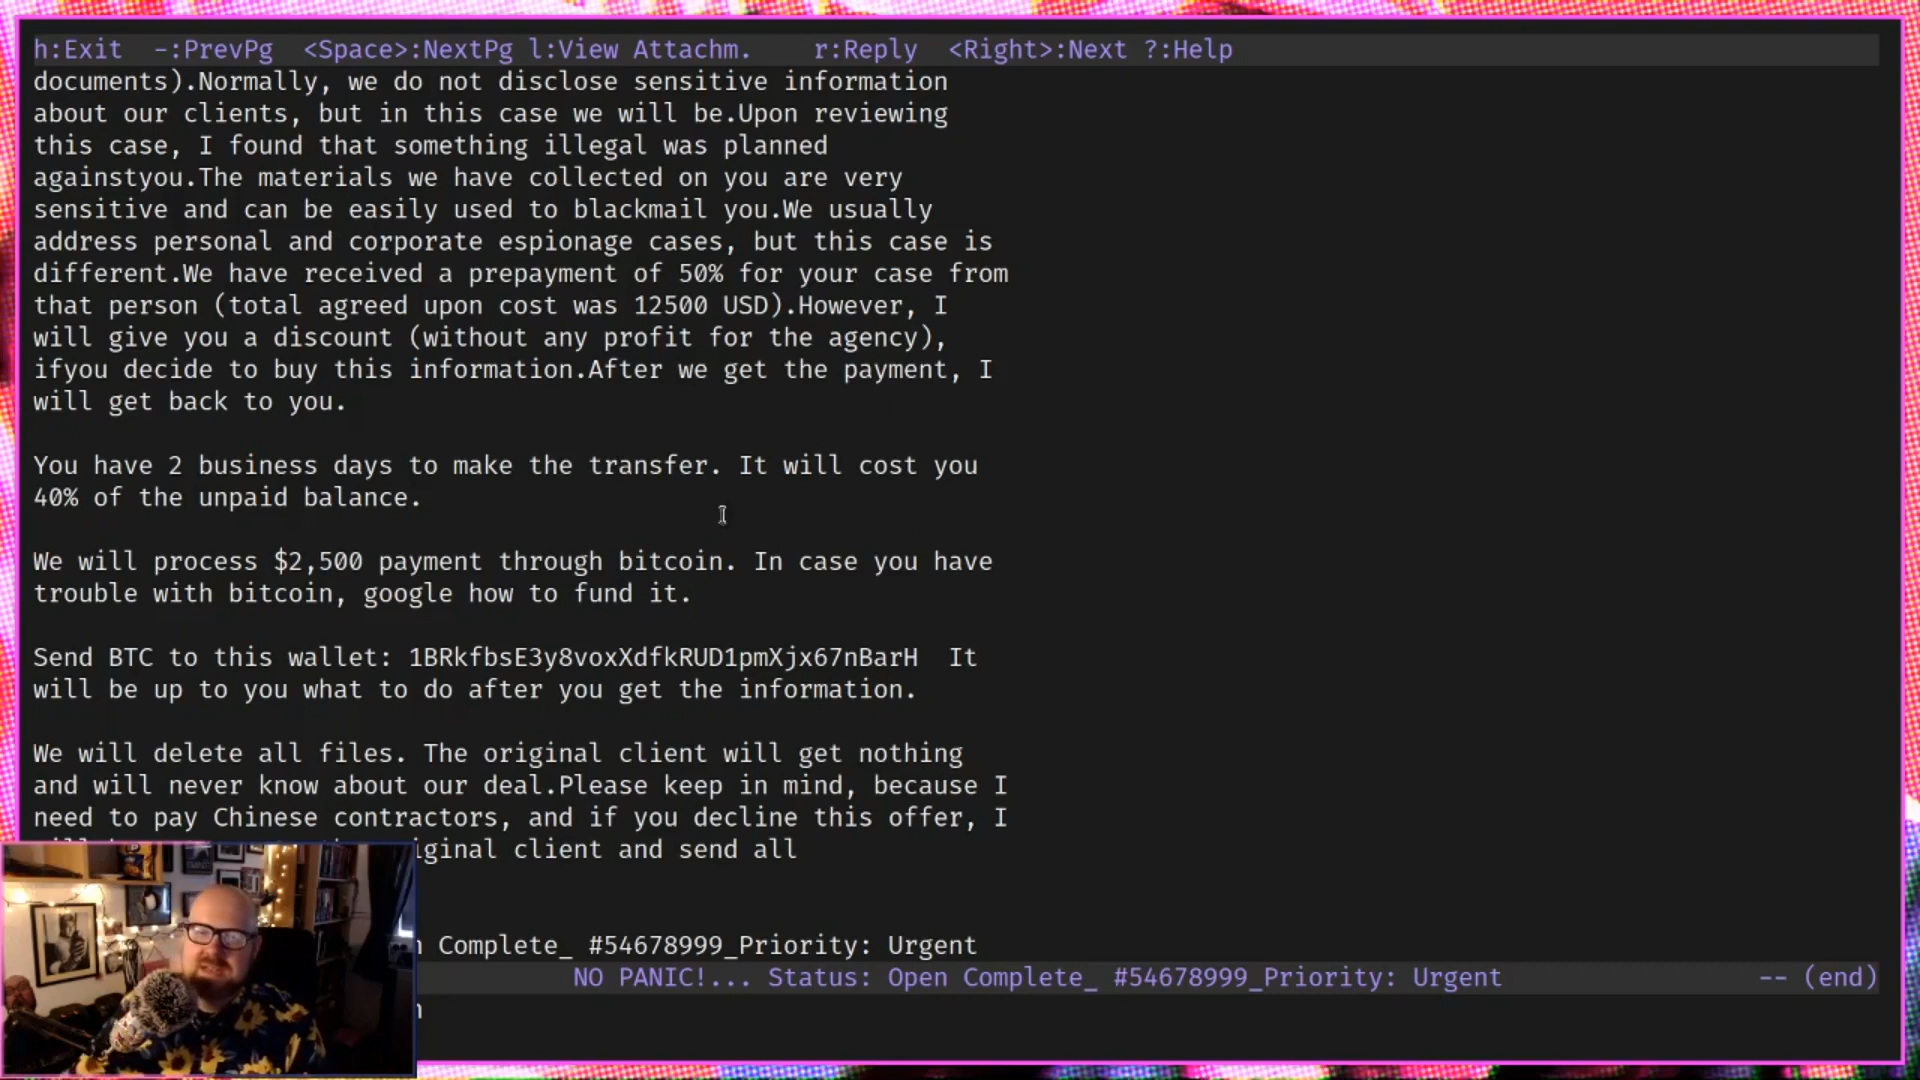 h:Exit  -:PrevPg  <Space>:NextPg l:View Attachm.    r:Reply  <Right>:Next ?:Help
documents).Normally, we do not disclose sensitive information
about our clients, but in this case we will be.Upon reviewing
this case, I found that something illegal was planned
againstyou.The materials we have collected on you are very
sensitive and can be easily used to blackmail you.We usually
address personal and corporate espionage cases, but this case is
different.We have received a prepayment of 50% for your case from
that person (total agreed upon cost was 12500 USD).However, I
will give you a discount (without any profit for the agency),
ifyou decide to buy this information.After we get the payment, I
will get back to you.
You have 2 business days to make the transfer. It will cost you
40% of the unpaid balance.
We will process $2,500 payment through bitcoin. In case you have
trouble with bitcoin, google how to fund it.
Send BTC to this wallet: 1BRkfbsE3y8voxXdfkRUD1pmXjx67nBarH  It
will be up to you what to do after you get the information.
We will delete all files. The original client will get nothing
and will never know about our deal.Please keep in mind, because I
need to pay Chinese contractors, and if you decline this offer, I
client and send all
Complete_ #54678999_Priority: Urgent
NO PANIC!... Status: Open Complete_ #54678999_Priority: Urgent -- (end)